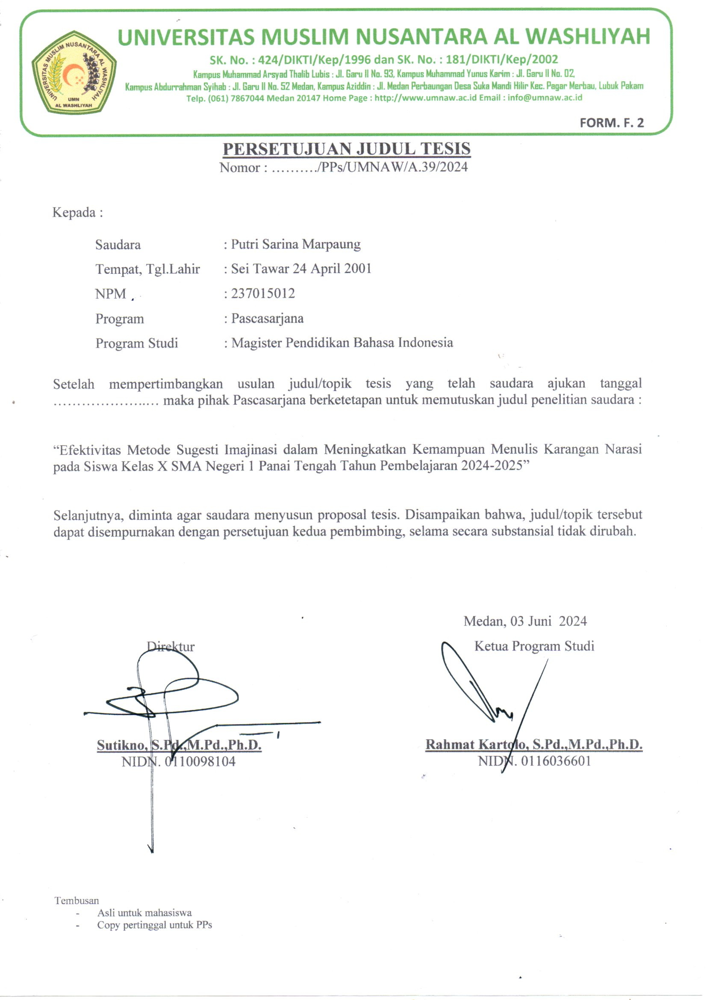 UNIVERSITAS MUSLIM NUSANTARA AL WASHLIYAH
SK. No. : 424/DIKTI/Kep/1996 dan SK. No. : 181/DIKTI/Kep/2002
Kampus Muhammad Arsyad Thalib Lubis : Jl. Garu II No. 93, Kampus Muhammad Yunus Karim : Jl. Garu II No. 02,
Kampus Abdurrahman Syihab : Jl. Garu II No. 52 Medan, Kampus Aziddin : Jl. Medan Perbaungan Desa Suka Mandi Hilir Kec. Pagar Merbau, Lubuk Pakam
Telp. (061) 7867044 Medan 20147 Home Page : http://www.umnaw.ac.id Email : info@umnaw.ac.id
UNIVERSITAS MUSLIM NUSANTARA AL WASHLIYAH
UMN
AL WASHLIYAH
FORM. F. 2
PERSETUJUAN JUDUL TESIS
Nomor : ………./PPs/UMNAW/A.39/2024
Kepada :
Saudara : Putri Sarina Marpaung
Tempat, Tgl.Lahir : Sei Tawar 24 April 2001
NPM : 237015012
Program : Pascasarjana
Program Studi : Magister Pendidikan Bahasa Indonesia
Setelah mempertimbangkan usulan judul/topik tesis yang telah saudara ajukan tanggal
…………………..… maka pihak Pascasarjana berketetapan untuk memutuskan judul penelitian saudara :
“Efektivitas Metode Sugesti Imajinasi dalam Meningkatkan Kemampuan Menulis Karangan Narasi
pada Siswa Kelas X SMA Negeri 1 Panai Tengah Tahun Pembelajaran 2024-2025”
Selanjutnya, diminta agar saudara menyusun proposal tesis. Disampaikan bahwa, judul/topik tersebut
dapat disempurnakan dengan persetujuan kedua pembimbing, selama secara substansial tidak dirubah.
Medan, 03 Juni 2024
Direktur Ketua Program Studi
Sutikno, S.Pd.,M.Pd.,Ph.D. Rahmat Kartolo, S.Pd.,M.Pd.,Ph.D.
NIDN. 0110098104 NIDN. 0116036601
Tembusan
- Asli untuk mahasiswa
- Copy pertinggal untuk PPs